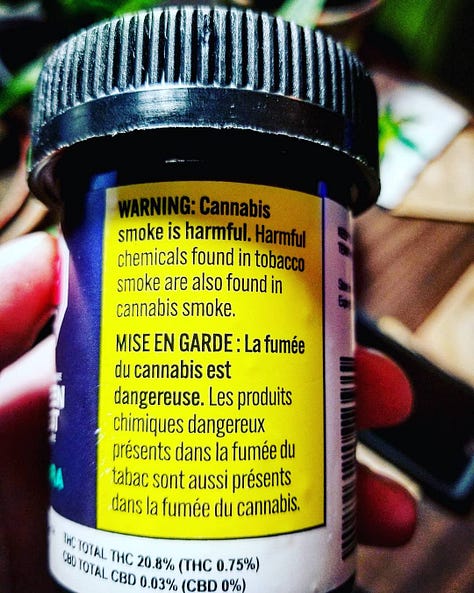 WARNING: Cannabis
smoke is harmful. Harmful
chemicals found in tobacco
smoke are also found in
cannabis smoke.
MISE EN GARDE : La fumée
du cannabis est
dangereuse. Les produits
chimiques dangereux
présents dans la fumée du
tabac sont aussi présents
dans la fumée du cannabis.
THC TOTAL THC 20.8% (THC 0.75%)
CBD TOTAL CBD 0.03% (CBD 0%)